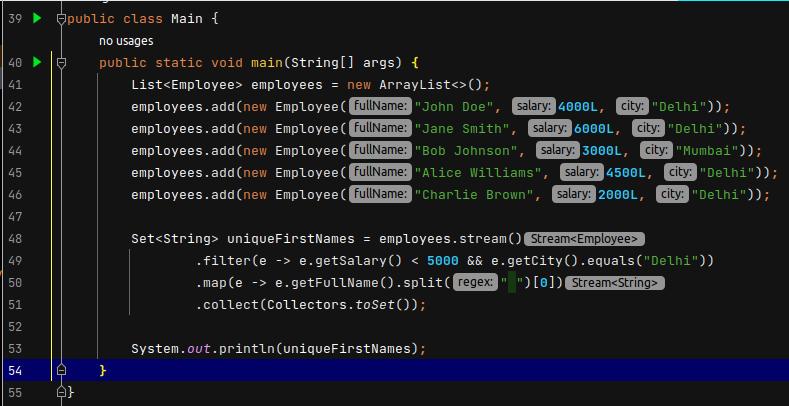 39 public class Main {
no usages
40 public static void main(String[] args) {
41 List<Employee> employees = new ArrayList<>();
42 employees.add(new Employee( fullName: "John Doe", salary: 4000L, city: "Delhi"));
43 employees.add(new Employee( fullName: "Jane Smith", salary: 6000L, city: "Delhi"));
44 employees.add(new Employee( fullName: "Bob Johnson", salary: 3000L, city: "Mumbai"));
45 employees.add(new Employee( fullName: "Alice Williams", salary: 4500L, city: "Delhi"));
46 employees.add(new Employee( fullName: "Charlie Brown", salary: 2000L, city: "Delhi"));
47
48 Set<String> uniqueFirstNames = employees.stream() Stream<Employee>
49 .filter(e -> e.getSalary() < 5000 && e.getCity().equals("Delhi"))
50 .map(e -> e.getFullName().split( regex: " ")[0]) Stream<String>
51 .collect(Collectors.toSet());
52
53 System.out.println(uniqueFirstNames);
54 }
55 }